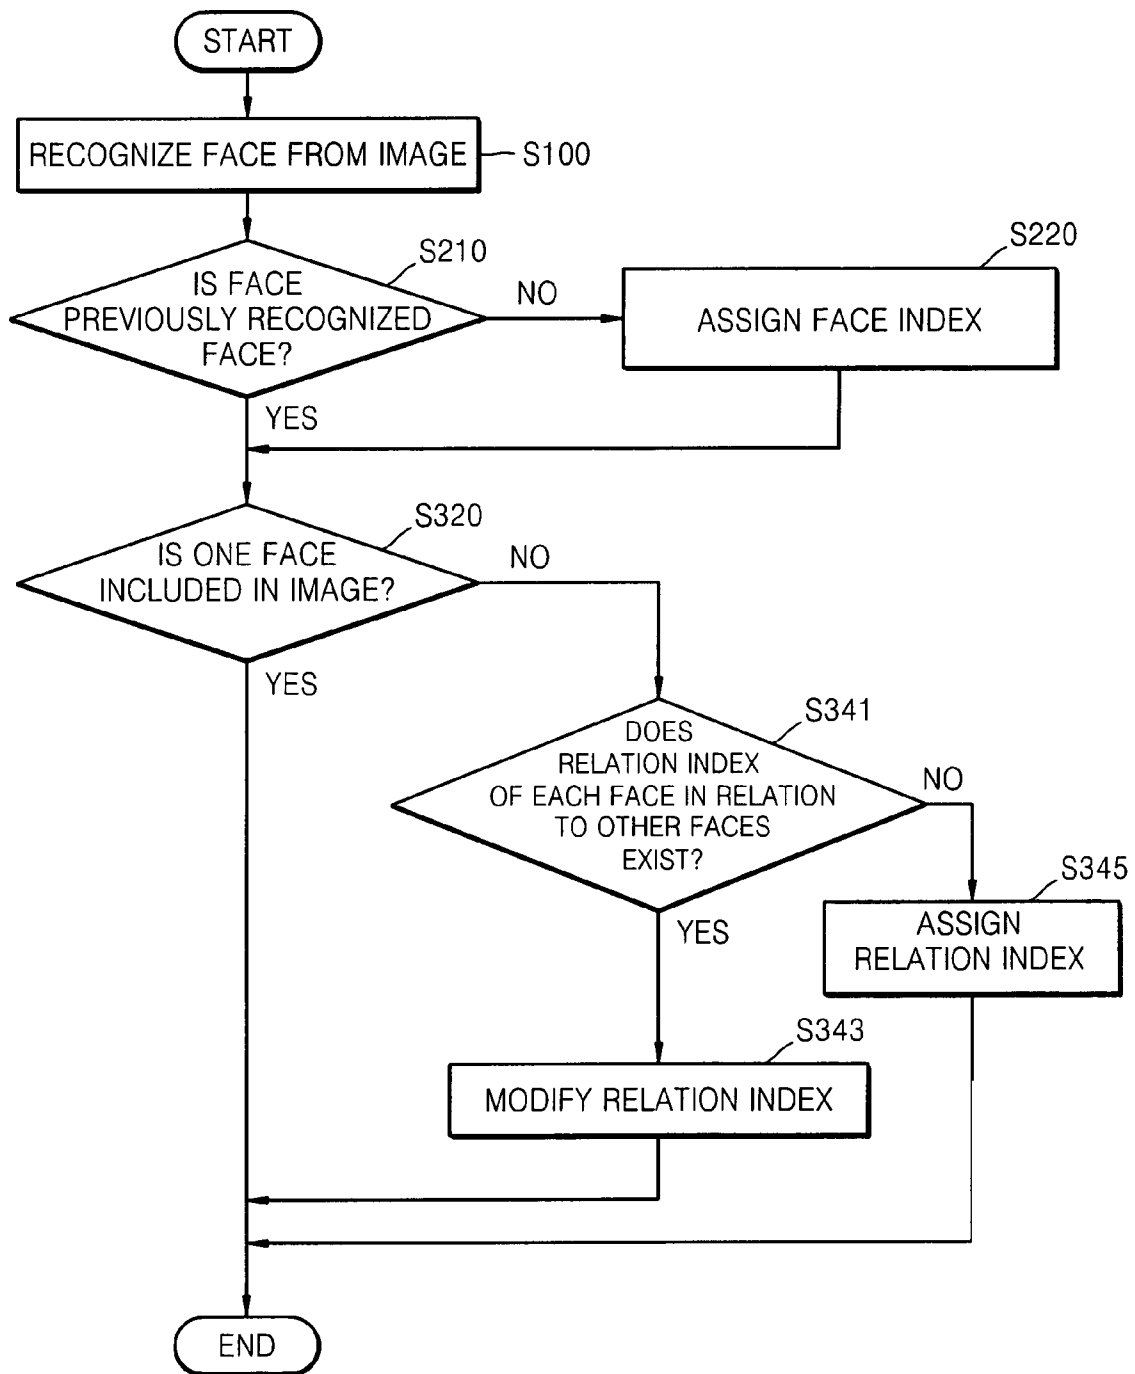 START
RECOGNIZE FACE FROM IMAGE
S100
S210
IS FACE
PREVIOUSLY RECOGNIZED
FACE?
NO
S220
ASSIGN FACE INDEX
YES
S320
IS ONE FACE
INCLUDED IN IMAGE?
NO
YES
S341
DOES
RELATION INDEX
OF EACH FACE IN RELATION
TO OTHER FACES
EXIST?
NO
S345
ASSIGN
RELATION INDEX
YES
S343
MODIFY RELATION INDEX
END